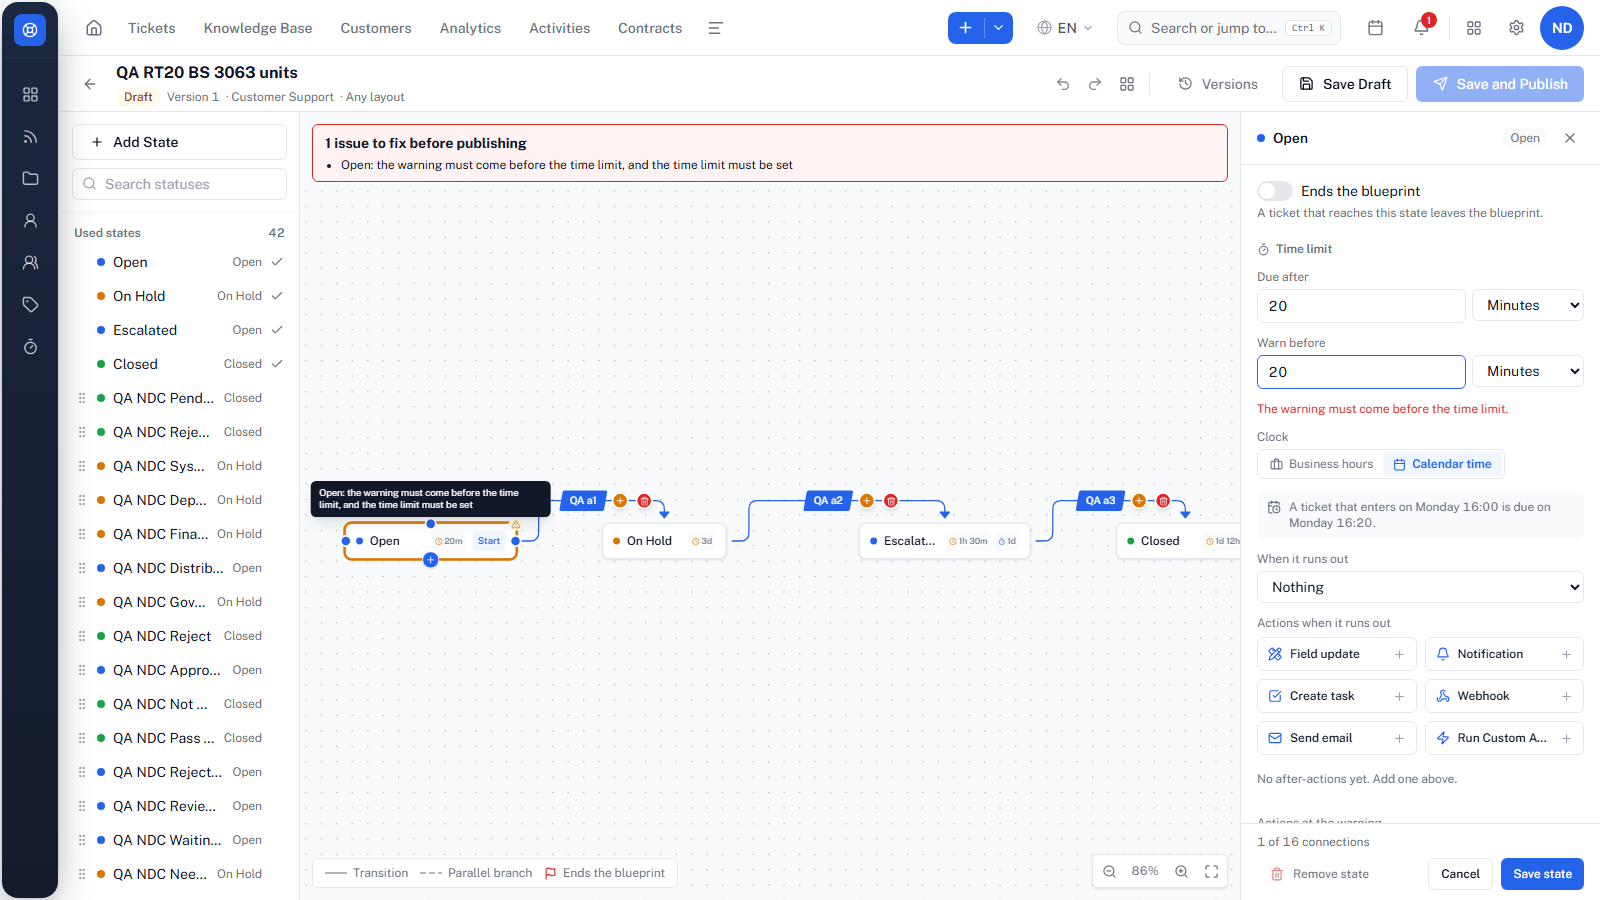 Tickets
Knowledge Base
Customers
Analytics
Activities
Contracts
EN
Search or jump to...
Ctrl K
1
ND
QA RT20 BS 3063 units
Draft
Version 1 · Customer Support · Any layout
Versions
Save Draft
Save and Publish
Add State
Search statuses
Used states 42
Open Open
On Hold On Hold
Escalated Open
Closed Closed
QA NDC Pend... Closed
QA NDC Reje... Closed
QA NDC Sys... On Hold
QA NDC Dep... On Hold
QA NDC Fina... On Hold
QA NDC Distrib... Open
QA NDC Gov... On Hold
QA NDC Reject Closed
QA NDC Appro... Open
QA NDC Not ... Closed
QA NDC Pass ... Closed
QA NDC Reject... Open
QA NDC Revie... Open
QA NDC Waitin... Open
QA NDC Nee... On Hold
1 issue to fix before publishing
• Open: the warning must come before the time limit, and the time limit must be set
Open: the warning must come before the time
limit, and the time limit must be set
QA a1
QA a2
QA a3
Open 20m Start
On Hold 3d
Escalat... 1h 30m 1d
Closed 1d 12h
Transition
Parallel branch
Ends the blueprint
86%
Open Open
Ends the blueprint
A ticket that reaches this state leaves the blueprint.
Time limit
Due after
20 Minutes
Warn before
20 Minutes
The warning must come before the time limit.
Clock
Business hours Calendar time
A ticket that enters on Monday 16:00 is due on
Monday 16:20.
When it runs out
Nothing
Actions when it runs out
Field update
Notification
Create task
Webhook
Send email
Run Custom A...
No after-actions yet. Add one above.
Actions at the warning
1 of 16 connections
Remove state
Cancel
Save state